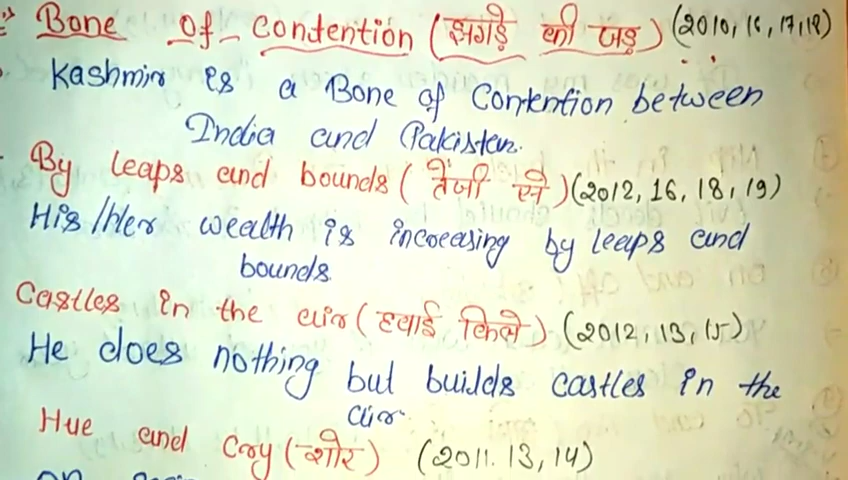 Bone Of Contention (झगड़े की जड़) (2010, 16, 17, 18)
Kashmir is a Bone of Contention between
India and Pakistan.
By leaps and bounds (तेंजी से) (2012, 16, 18, 19)
His/Her wealth is increasing by leaps and
bounds.
Castles in the air (हवाई किले) (2012, 13, 15)
He does nothing but builds castles in the
air
Hue and Cry (शोर) (2011. 13, 14)